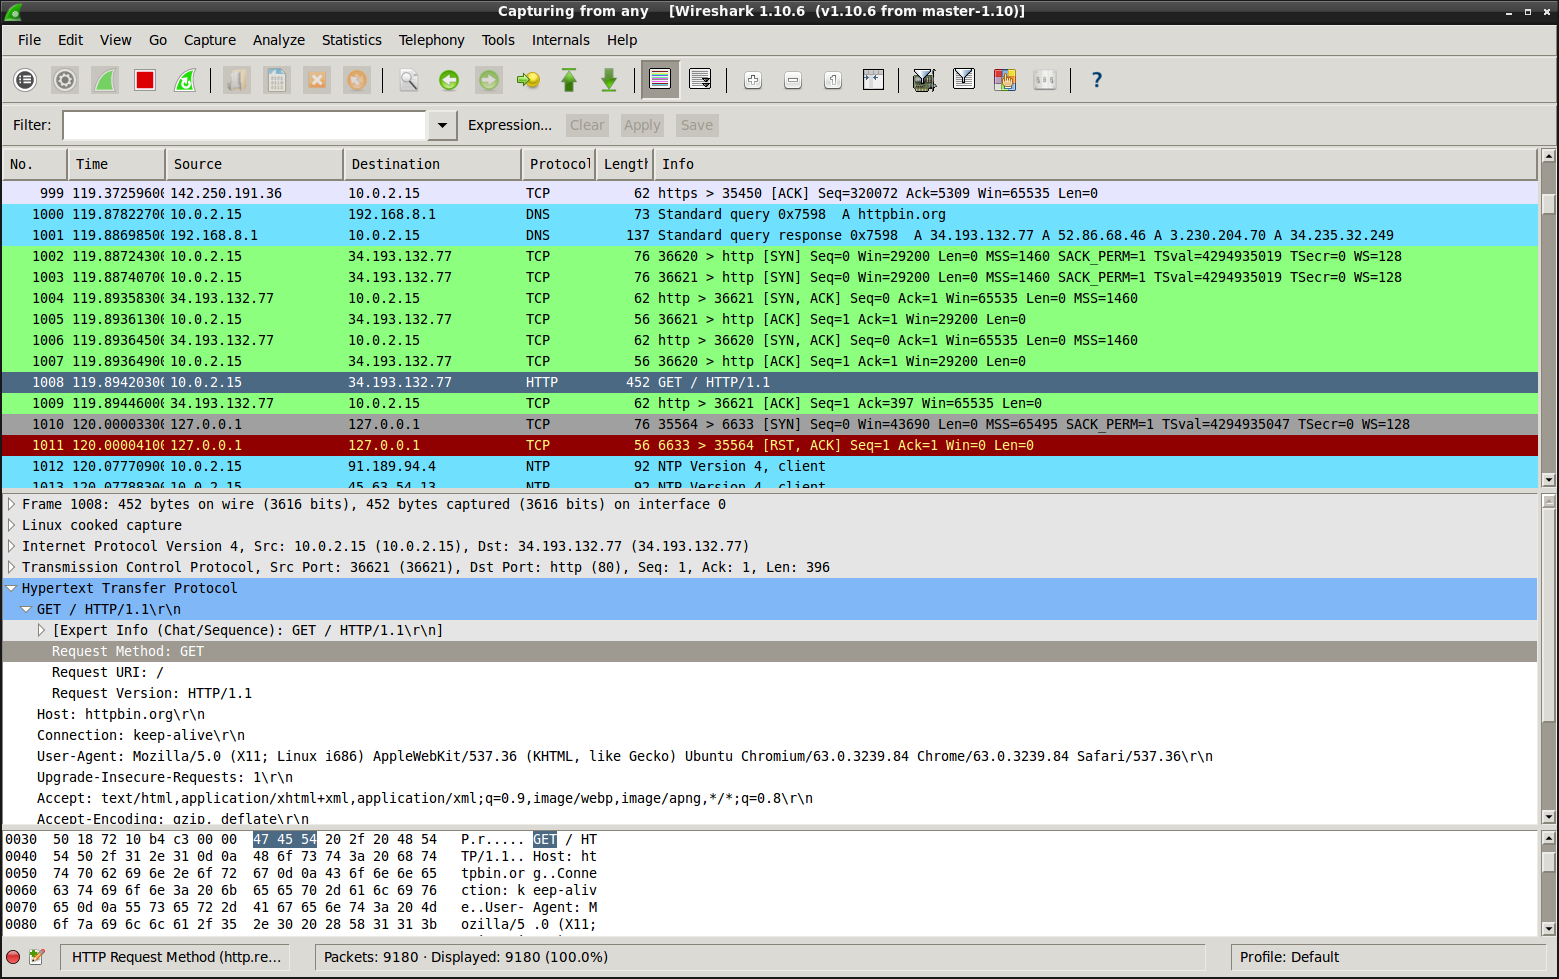 Capturing from any [Wireshark 1.10.6 (v1.10.6 from master-1.10)]
File Edit View Go Capture Analyze Statistics Telephony Tools Internals Help
Filter: Expression... Clear Apply Save
No. Time Source Destination Protocol Length Info
999 119.37259600 142.250.191.36 10.0.2.15 TCP 62 https > 35450 [ACK] Seq=320072 Ack=5309 Win=65535 Len=0
1000 119.87822700 10.0.2.15 192.168.8.1 DNS 73 Standard query 0x7598 A httpbin.org
1001 119.88698500 192.168.8.1 10.0.2.15 DNS 137 Standard query response 0x7598 A 34.193.132.77 A 52.86.68.46 A 3.230.204.70 A 34.235.32.249
1002 119.88724300 10.0.2.15 34.193.132.77 TCP 76 36620 > http [SYN] Seq=0 Win=29200 Len=0 MSS=1460 SACK_PERM=1 TSval=4294935019 TSecr=0 WS=128
1003 119.88740700 10.0.2.15 34.193.132.77 TCP 76 36621 > http [SYN] Seq=0 Win=29200 Len=0 MSS=1460 SACK_PERM=1 TSval=4294935019 TSecr=0 WS=128
1004 119.89358300 34.193.132.77 10.0.2.15 TCP 62 http > 36621 [SYN, ACK] Seq=0 Ack=1 Win=65535 Len=0 MSS=1460
1005 119.89361300 10.0.2.15 34.193.132.77 TCP 56 36621 > http [ACK] Seq=1 Ack=1 Win=29200 Len=0
1006 119.89364500 34.193.132.77 10.0.2.15 TCP 62 http > 36620 [SYN, ACK] Seq=0 Ack=1 Win=65535 Len=0 MSS=1460
1007 119.89364900 10.0.2.15 34.193.132.77 TCP 56 36620 > http [ACK] Seq=1 Ack=1 Win=29200 Len=0
1008 119.89420300 10.0.2.15 34.193.132.77 HTTP 452 GET / HTTP/1.1
1009 119.89446000 34.193.132.77 10.0.2.15 TCP 62 http > 36621 [ACK] Seq=1 Ack=397 Win=65535 Len=0
1010 120.00003300 127.0.0.1 127.0.0.1 TCP 76 35564 > 6633 [SYN] Seq=0 Win=43690 Len=0 MSS=65495 SACK_PERM=1 TSval=4294935047 TSecr=0 WS=128
1011 120.00004100 127.0.0.1 127.0.0.1 TCP 56 6633 > 35564 [RST, ACK] Seq=1 Ack=1 Win=0 Len=0
1012 120.07770900 10.0.2.15 91.189.94.4 NTP 92 NTP Version 4, client
1013 120.07788300 10.0.2.15 45.63.54.13 NTP 92 NTP Version 4, client
Frame 1008: 452 bytes on wire (3616 bits), 452 bytes captured (3616 bits) on interface 0
Linux cooked capture
Internet Protocol Version 4, Src: 10.0.2.15 (10.0.2.15), Dst: 34.193.132.77 (34.193.132.77)
Transmission Control Protocol, Src Port: 36621 (36621), Dst Port: http (80), Seq: 1, Ack: 1, Len: 396
Hypertext Transfer Protocol
GET / HTTP/1.1\r\n
[Expert Info (Chat/Sequence): GET / HTTP/1.1\r\n]
Request Method: GET
Request URI: /
Request Version: HTTP/1.1
Host: httpbin.org\r\n
Connection: keep-alive\r\n
User-Agent: Mozilla/5.0 (X11; Linux i686) AppleWebKit/537.36 (KHTML, like Gecko) Ubuntu Chromium/63.0.3239.84 Chrome/63.0.3239.84 Safari/537.36\r\n
Upgrade-Insecure-Requests: 1\r\n
Accept: text/html,application/xhtml+xml,application/xml;q=0.9,image/webp,image/apng,*/*;q=0.8\r\n
Accept-Encoding: gzip, deflate\r\n
0030 50 18 72 10 b4 c3 00 00 47 45 54 20 2f 20 48 54 P.r..... GET / HT
0040 54 50 2f 31 2e 31 0d 0a 48 6f 73 74 3a 20 68 74 TP/1.1.. Host: ht
0050 74 70 62 69 6e 2e 6f 72 67 0d 0a 43 6f 6e 6e 65 tpbin.or g..Conne
0060 63 74 69 6f 6e 3a 20 6b 65 65 70 2d 61 6c 69 76 ction: k eep-aliv
0070 65 0d 0a 55 73 65 72 2d 41 67 65 6e 74 3a 20 4d e..User- Agent: M
0080 6f 7a 69 6c 6c 61 2f 35 2e 30 20 28 58 31 31 3b ozilla/5 .0 (X11;
HTTP Request Method (http.re... Packets: 9180 · Displayed: 9180 (100.0%) Profile: Default